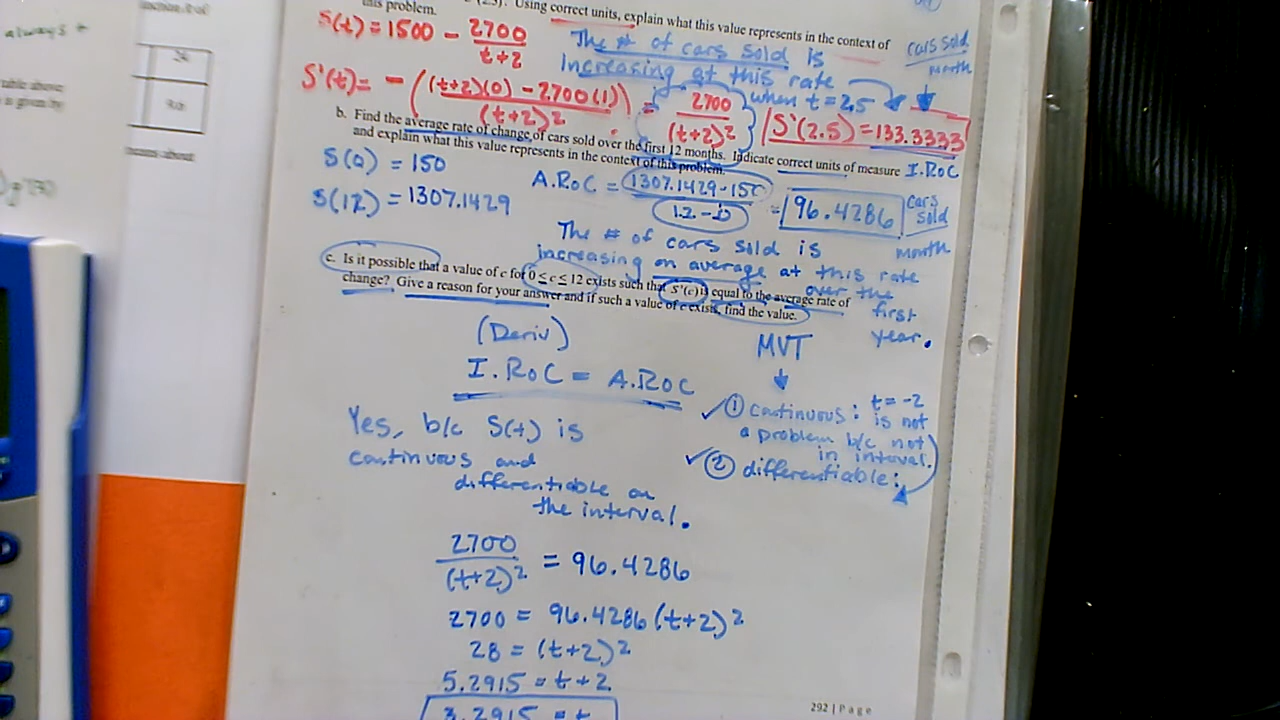 this problem.
Using correct units, explain what this value represents in the context of
S(t) = 1500 - 2700/(t+2)
The # of cars sold is increasing at this rate when t = 2.5
cars sold / month
S'(t) = -(((t+2)(0) - 2700(1))/(t+2)²) = 2700/(t+2)²
S'(2.5) = 133.3333
I.RoC
b. Find the average rate of change of cars sold over the first 12 months. Indicate correct units of measure
and explain what this value represents in the context of this problem.
S(0) = 150
S(12) = 1307.1429
A.RoC = (1307.1429 - 150)/(12 - 0) = 96.4286 cars sold / month
The # of cars sold is
increasing on average at this rate
over the
first
year.
c. Is it possible that a value of c for 0 ≤ c ≤ 12 exists such that S'(c) is equal to the average rate of
change? Give a reason for your answer and if such a value of c exists, find the value.
(Deriv)
I.RoC = A.RoC
MVT
↓
✓ ① continuous: t = -2
is not
a problem b/c not
in interval.
✓ ② differentiable:
Yes, b/c S(t) is
continuous and
differentiable on
the interval.
2700/(t+2)² = 96.4286
2700 = 96.4286(t+2)²
28 = (t+2)²
5.2915 = t+2
3.2915 = t
292 | Page
always +
table above
is given by